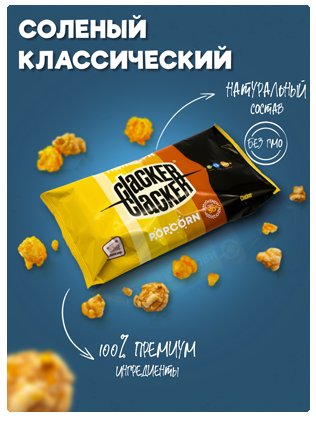 СОЛЕНЫЙ
КЛАССИЧЕСКИЙ
НАТУРАЛЬНЫЙ
СОСТАВ
БЕЗ ГМО
CLACKER
CLACKER
POPCORN
100% ПРЕМИУМ
ИНГРЕДИЕНТЫ